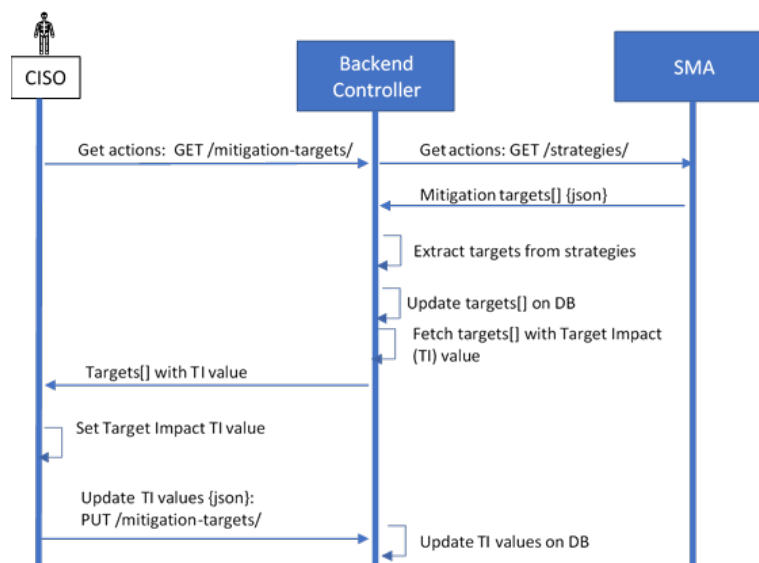 CISO
Backend
Controller
SMA
Get actions:  GET /mitigation-targets/
Get actions: GET /strategies/
Mitigation targets[] {json}
Extract targets from strategies
Update targets[] on DB
Fetch targets[] with Target Impact
(TI) value
Targets[] with TI value
Set Target Impact TI value
Update  TI values {json}:
PUT /mitigation-targets/
Update TI values on DB